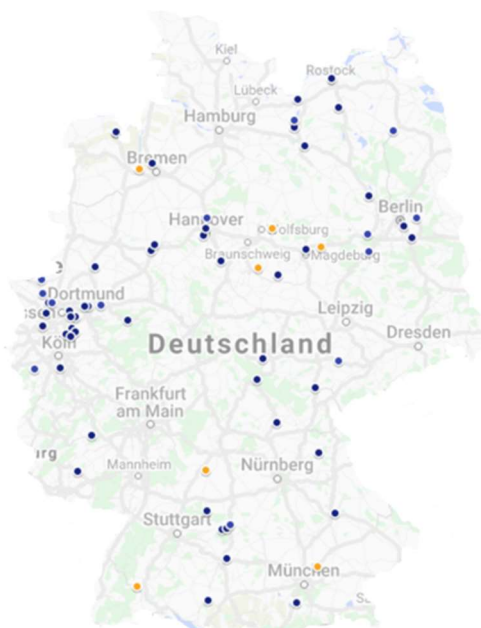 Kiel
Rostock
Lübeck
Hamburg
Bremen
Berlin
Hannover
olfsburg
Braunschweig
Magdeburg
Dortmund
Leipzig
Köln
Dresden
Deutschland
Frankfurt
am Main
Mannheim
Nürnberg
Stuttgart
München